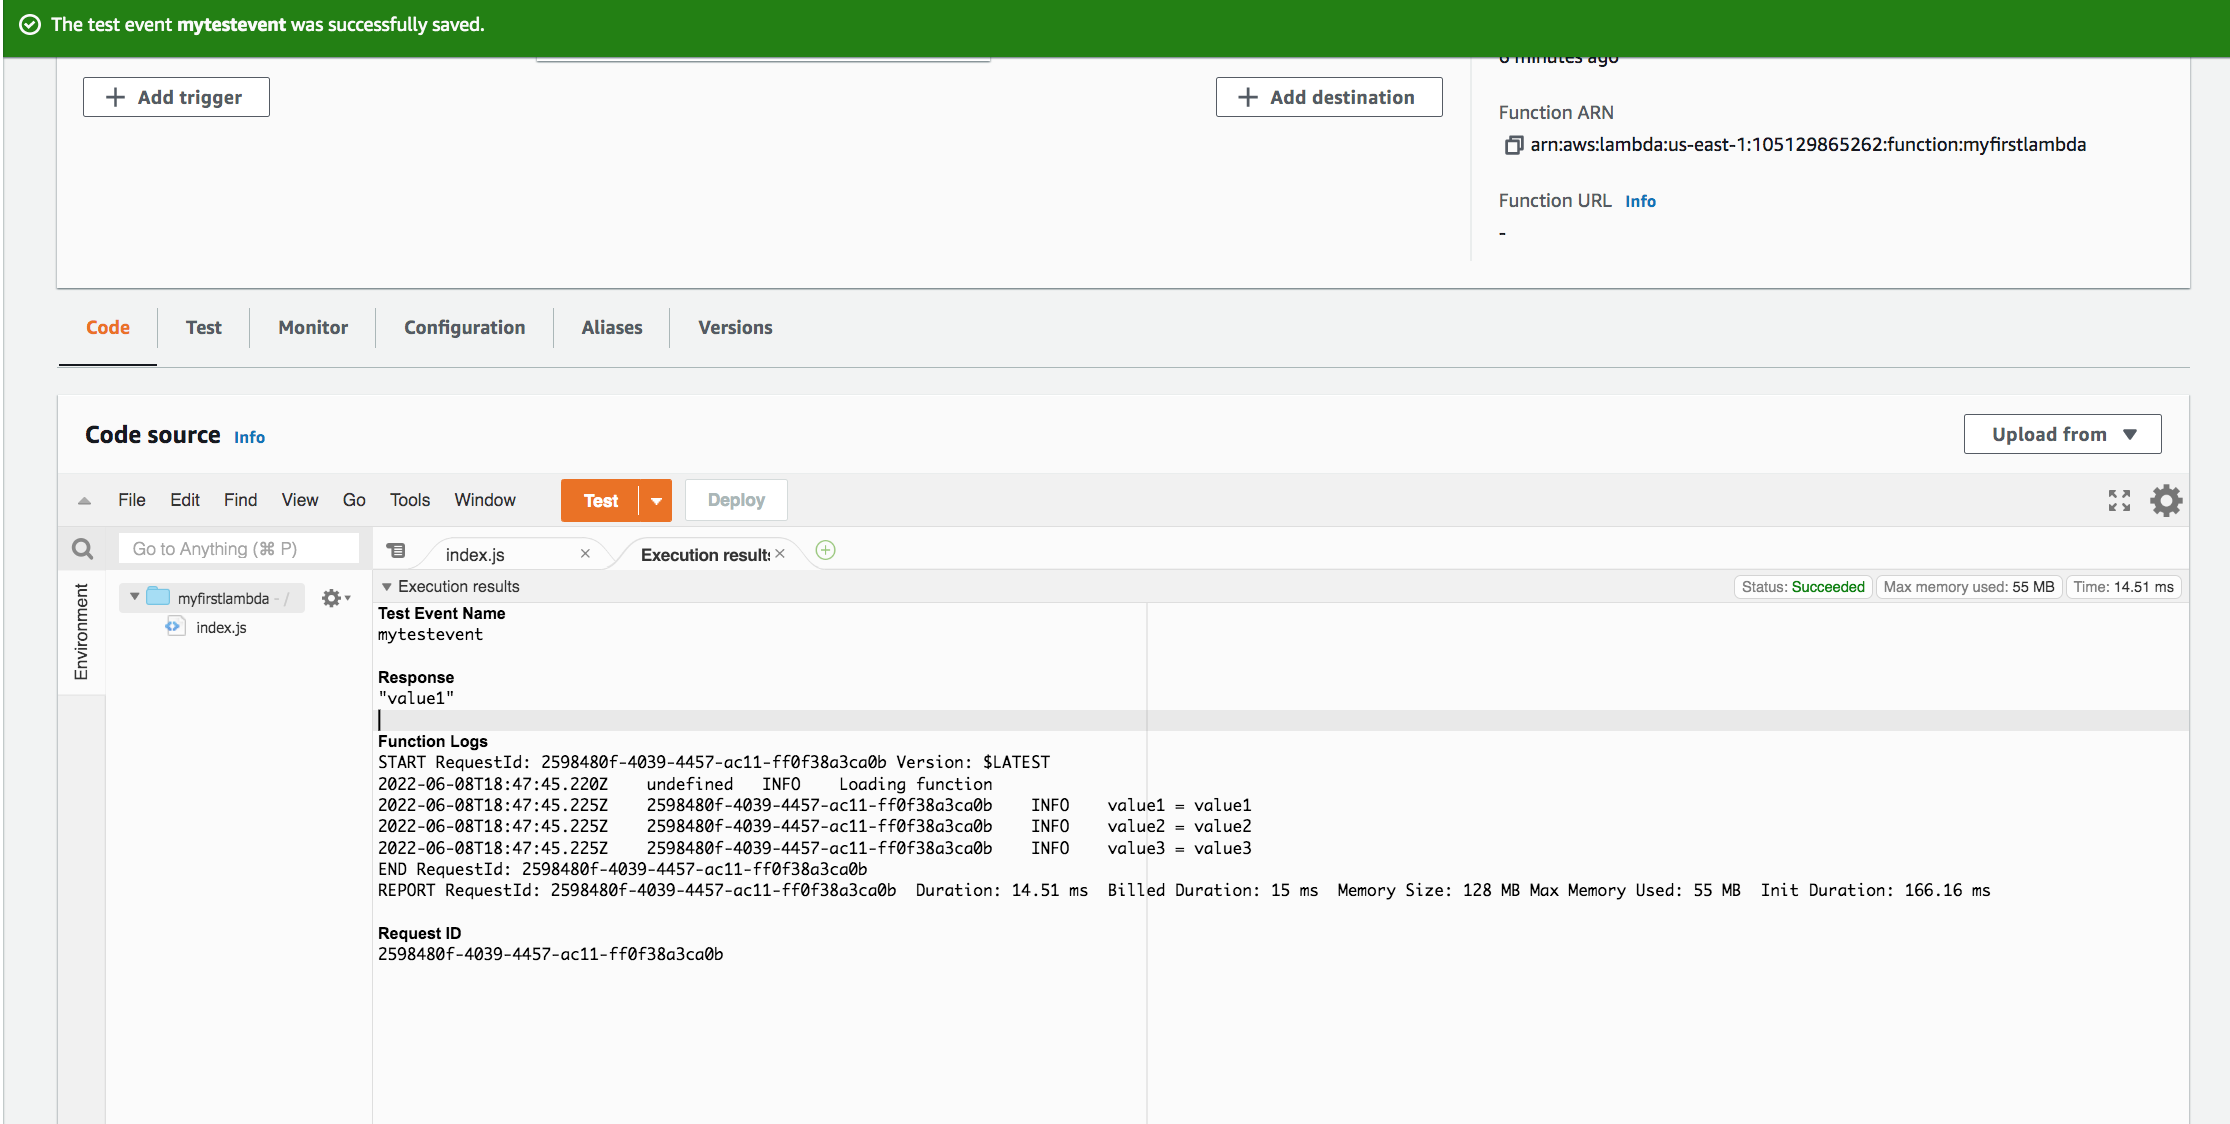 The test event mytestevent was successfully saved.
6 minutes ago
Add trigger
Add destination
Function ARN
arn:aws:lambda:us-east-1:105129865262:function:myfirstlambda
Function URL Info
-
Code Test Monitor Configuration Aliases Versions
Code source Info
Upload from
File Edit Find View Go Tools Window Test Deploy
Go to Anything (⌘ P)
index.js
Execution results
Execution results
Status: Succeeded Max memory used: 55 MB Time: 14.51 ms
Environment
myfirstlambda - /
index.js
Test Event Name
mytestevent
Response
"value1"
Function Logs
START RequestId: 2598480f-4039-4457-ac11-ff0f38a3ca0b Version: $LATEST
2022-06-08T18:47:45.220Z undefined INFO Loading function
2022-06-08T18:47:45.225Z 2598480f-4039-4457-ac11-ff0f38a3ca0b INFO value1 = value1
2022-06-08T18:47:45.225Z 2598480f-4039-4457-ac11-ff0f38a3ca0b INFO value2 = value2
2022-06-08T18:47:45.225Z 2598480f-4039-4457-ac11-ff0f38a3ca0b INFO value3 = value3
END RequestId: 2598480f-4039-4457-ac11-ff0f38a3ca0b
REPORT RequestId: 2598480f-4039-4457-ac11-ff0f38a3ca0b Duration: 14.51 ms Billed Duration: 15 ms Memory Size: 128 MB Max Memory Used: 55 MB Init Duration: 166.16 ms
Request ID
2598480f-4039-4457-ac11-ff0f38a3ca0b